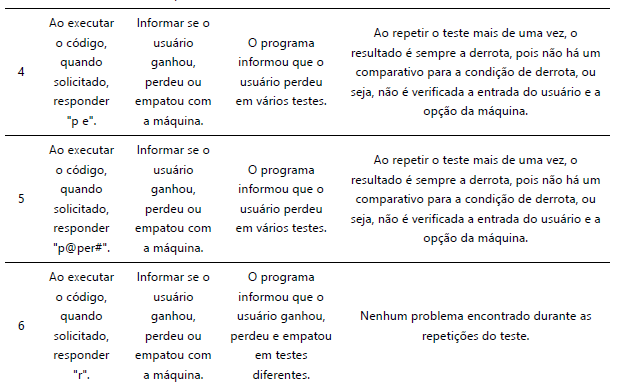 4
Ao executar
o código,
quando
solicitado,
responder
"p e".
Informar se o
usuário
ganhou,
perdeu ou
empatou com
a máquina.
O programa
informou que o
usuário perdeu
em vários testes.
Ao repetir o teste mais de uma vez, o
resultado é sempre a derrota, pois não há um
comparativo para a condição de derrota, ou
seja, não é verificada a entrada do usuário e a
opção da máquina.
5
Ao executar
o código,
quando
solicitado,
responder
"p@per#".
Informar se o
usuário
ganhou,
perdeu ou
empatou com
a máquina.
O programa
informou que o
usuário perdeu
em vários testes.
Ao repetir o teste mais de uma vez, o
resultado é sempre a derrota, pois não há um
comparativo para a condição de derrota, ou
seja, não é verificada a entrada do usuário e a
opção da máquina.
6
Ao executar
o código,
quando
solicitado,
responder
"r".
Informar se o
usuário
ganhou,
perdeu ou
empatou com
a máquina.
O programa
informou que o
usuário ganhou,
perdeu e empatou
em testes
diferentes.
Nenhum problema encontrado durante as
repetições do teste.